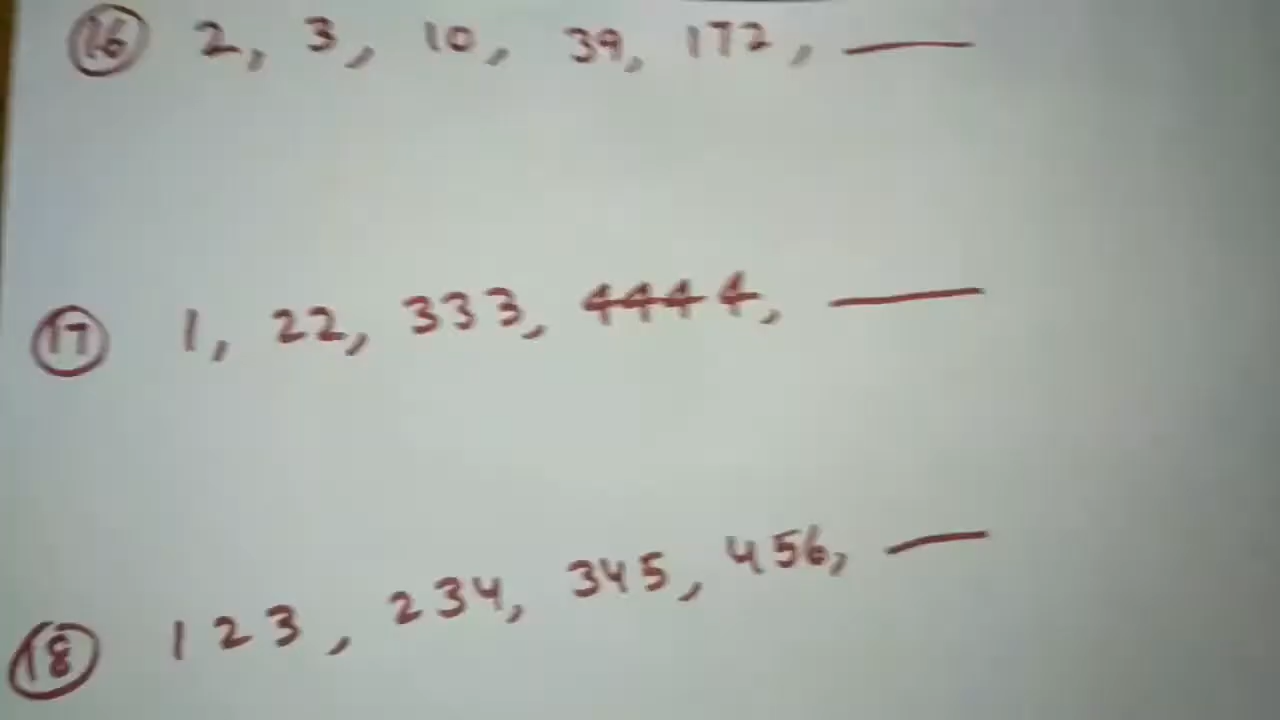 16 2, 3, 10, 39, 172, ___
17 1, 22, 333, 4444, ___
18 123, 234, 345, 456, ___